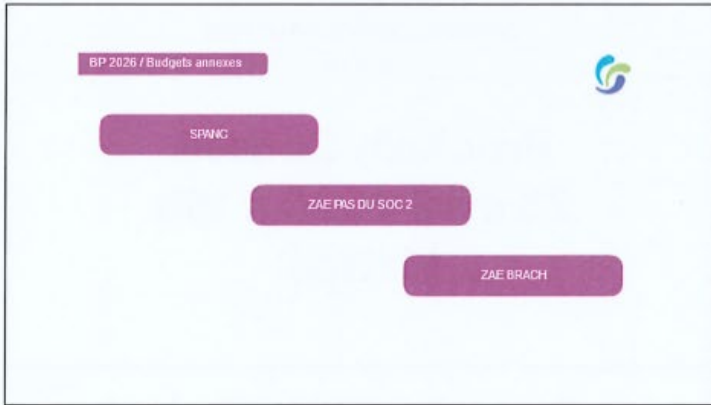 BP 2026 / Budgets annexes
SPANC
ZAE PAS DU SOC 2
ZAE BRACH